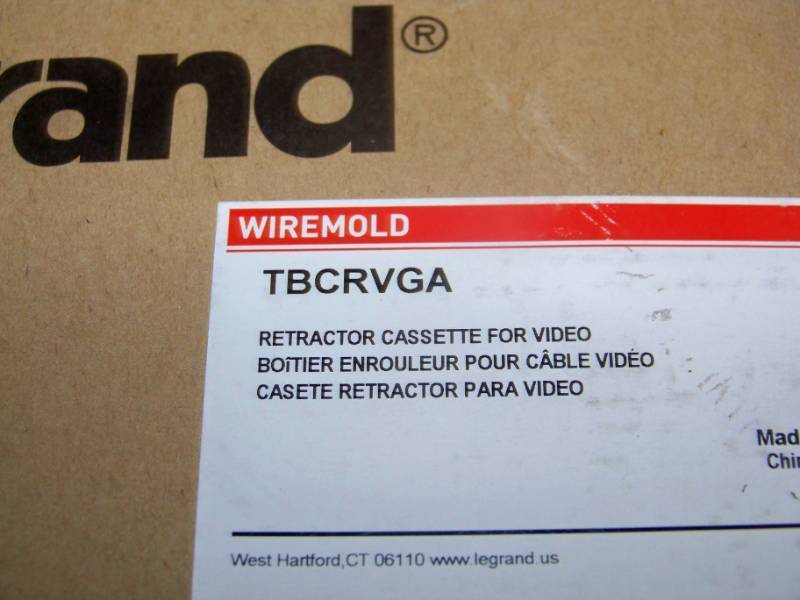 rand®
WIREMOLD
TBCRVGA
RETRACTOR CASSETTE FOR VIDEO
BOîTIER ENROULEUR POUR CÂBLE VIDÉO
CASETE RETRACTOR PARA VIDEO
Mad
Chin
West Hartford,CT 06110 www.legrand.us